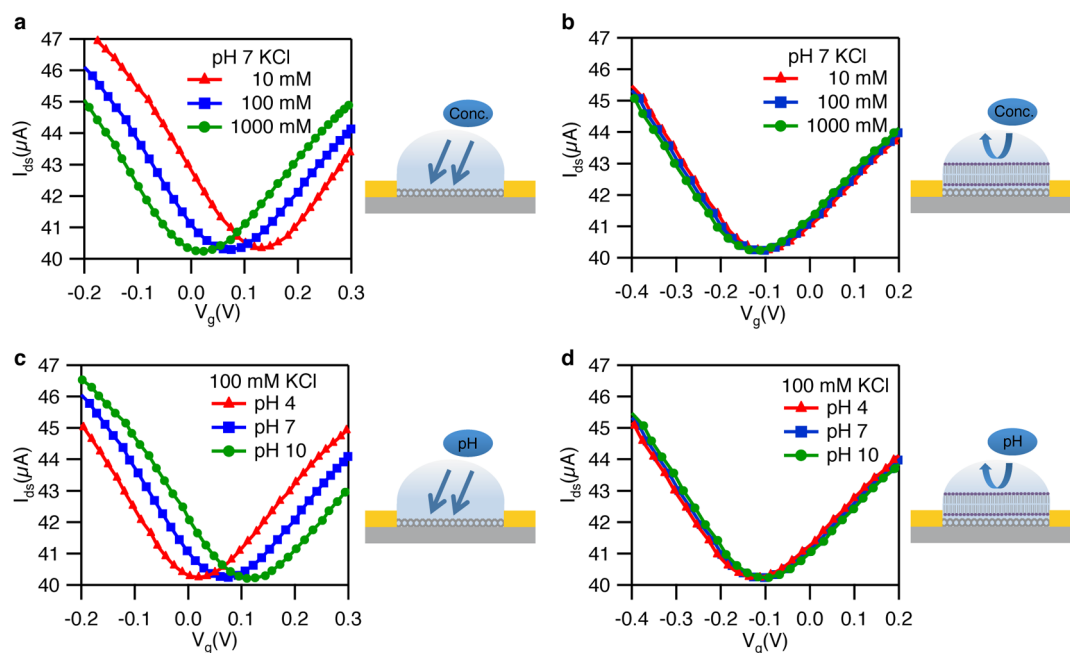 a
47
46
45
44
43
42
41
40
I_ds(μA)
pH 7 KCl
10 mM
100 mM
1000 mM
-0.2 -0.1 0.0 0.1 0.2 0.3
V_g(V)
Conc.
b
47
46
45
44
43
42
41
40
I_ds(μA)
pH 7 KCl
10 mM
100 mM
1000 mM
-0.4 -0.3 -0.2 -0.1 0.0 0.1 0.2
V_g(V)
Conc.
c
47
46
45
44
43
42
41
40
I_ds(μA)
100 mM KCl
pH 4
pH 7
pH 10
-0.2 -0.1 0.0 0.1 0.2 0.3
V_g(V)
pH
d
47
46
45
44
43
42
41
40
I_ds(μA)
100 mM KCl
pH 4
pH 7
pH 10
-0.4 -0.3 -0.2 -0.1 0.0 0.1 0.2
V_g(V)
pH